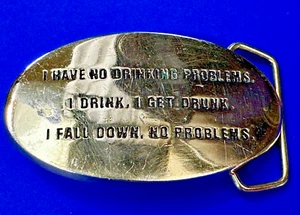 I HAVE NO DRINKING PROBLEMS.
I DRINK, I GET DRUNK.
I FALL DOWN, NO PROBLEMS.